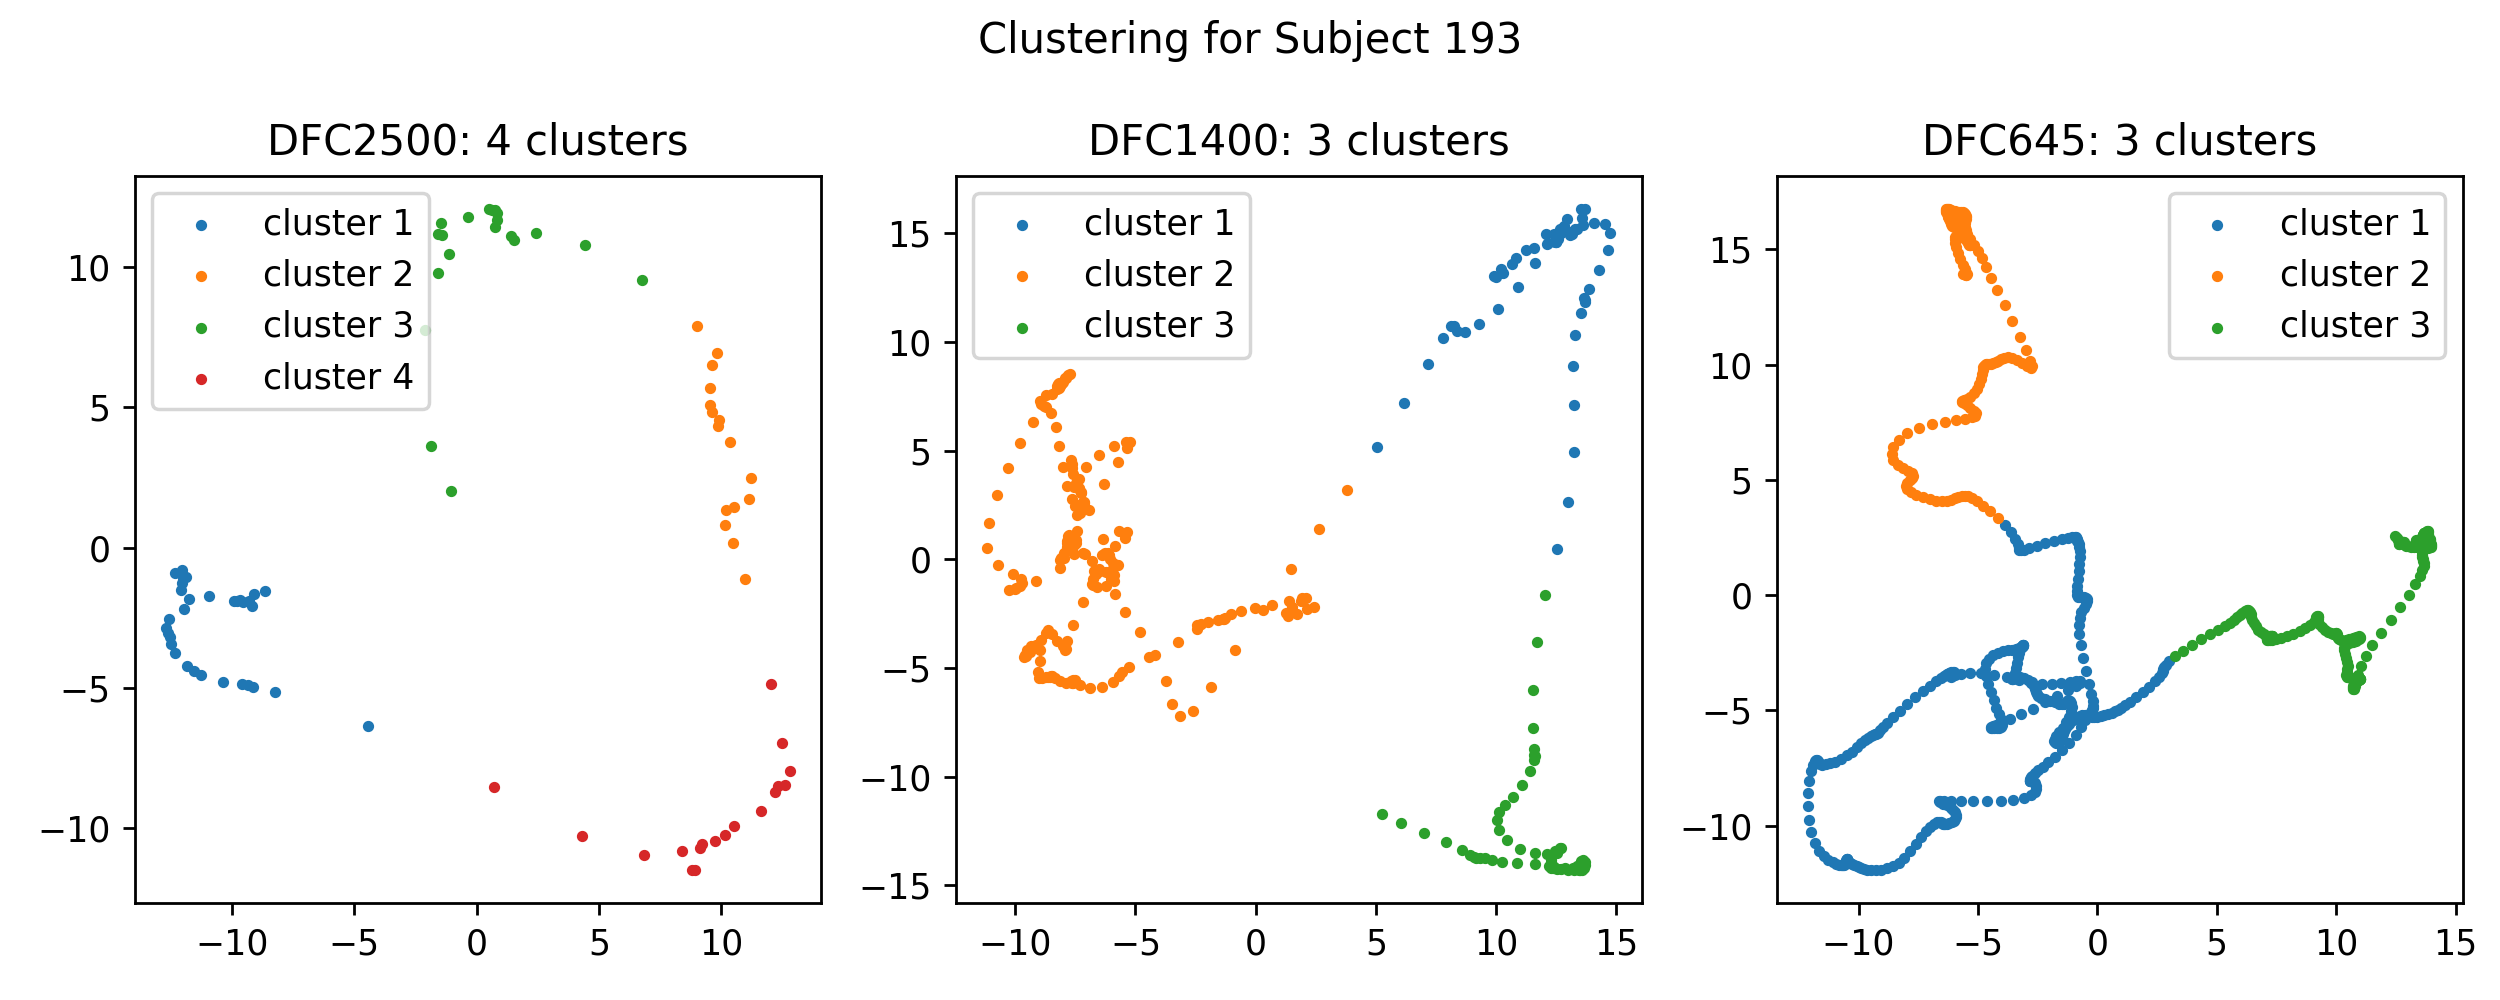 Clustering for Subject 193
DFC2500: 4 clusters
cluster 1
cluster 2
cluster 3
cluster 4
10
5
0
−5
−10
−10
−5
0
5
10
DFC1400: 3 clusters
cluster 1
cluster 2
cluster 3
15
10
5
0
−5
−10
−15
−10
−5
0
5
10
15
DFC645: 3 clusters
cluster 1
cluster 2
cluster 3
15
10
5
0
−5
−10
−10
−5
0
5
10
15